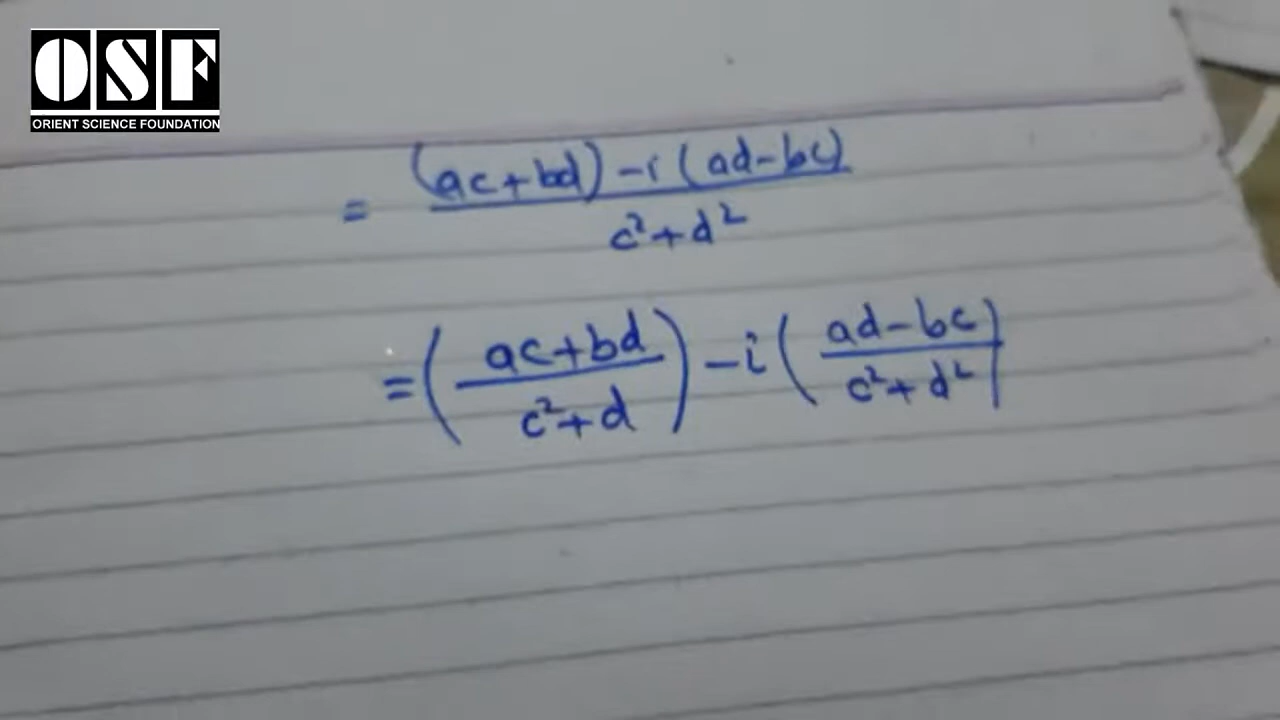 OSF
ORIENT SCIENCE FOUNDATION
= (ac+bd) -i (ad-bc)
c²+d²
= (ac+bd / c²+d) -i (ad-bc / c²+d²)